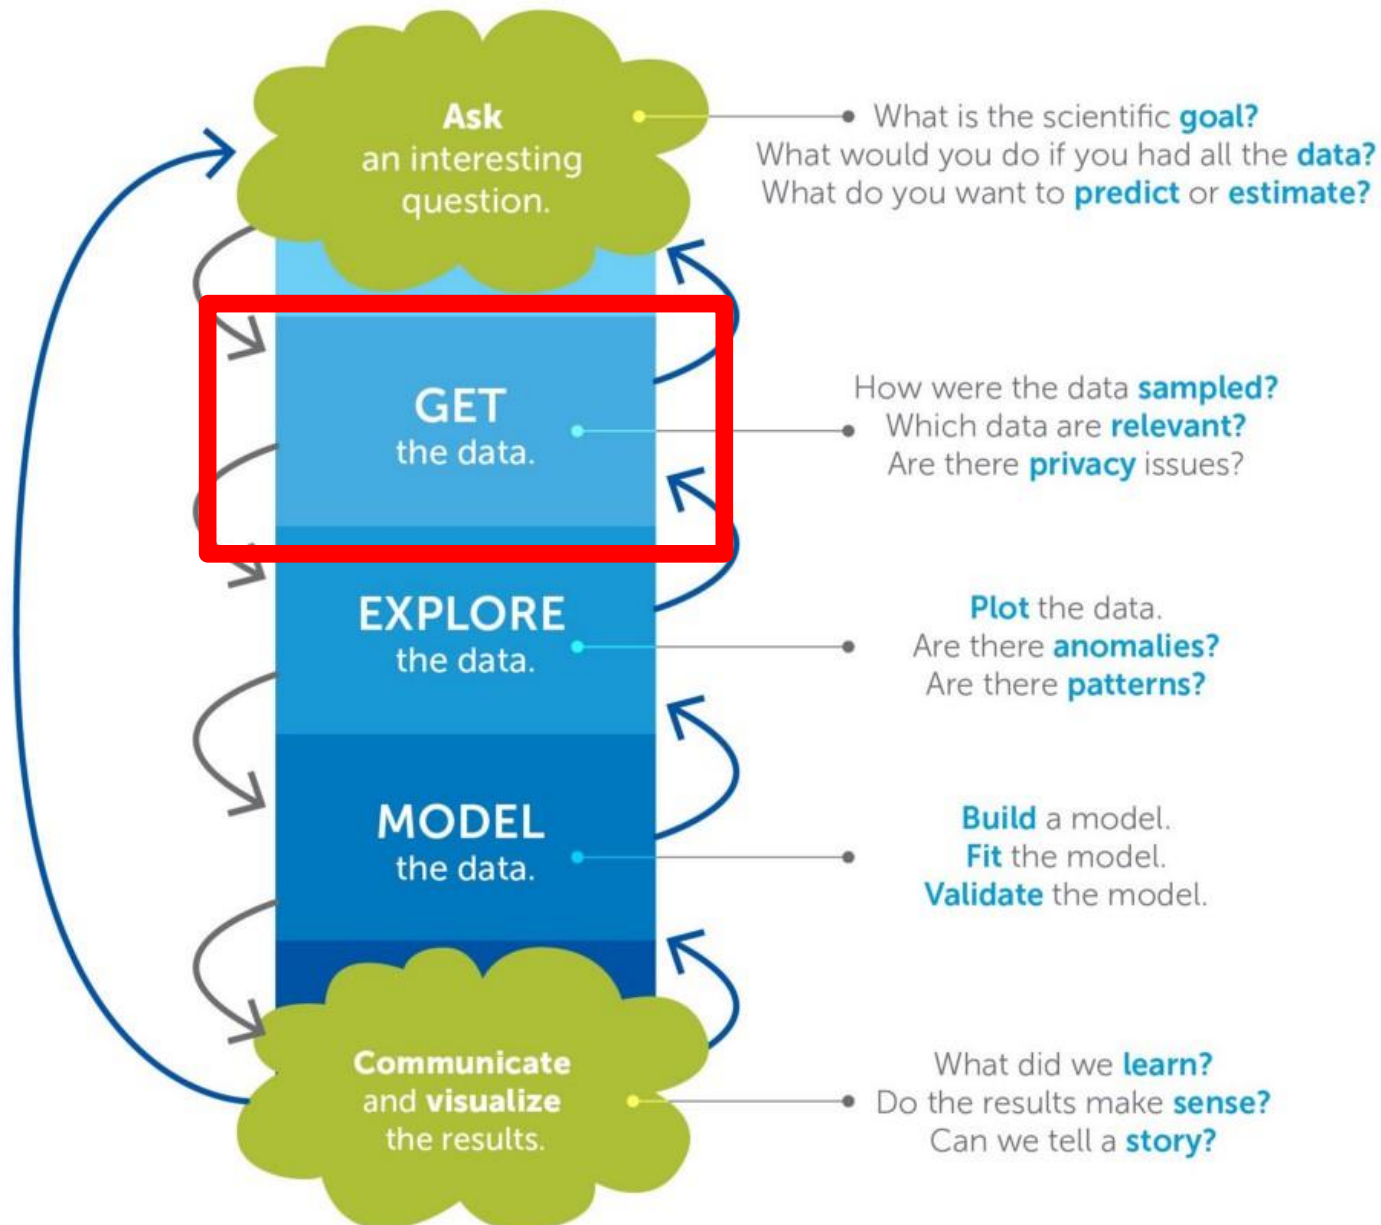 Ask
an interesting
question.
What is the scientific goal?
What would you do if you had all the data?
What do you want to predict or estimate?
GET
the data.
How were the data sampled?
Which data are relevant?
Are there privacy issues?
EXPLORE
the data.
Plot the data.
Are there anomalies?
Are there patterns?
MODEL
the data.
Build a model.
Fit the model.
Validate the model.
Communicate
and visualize
the results.
What did we learn?
Do the results make sense?
Can we tell a story?